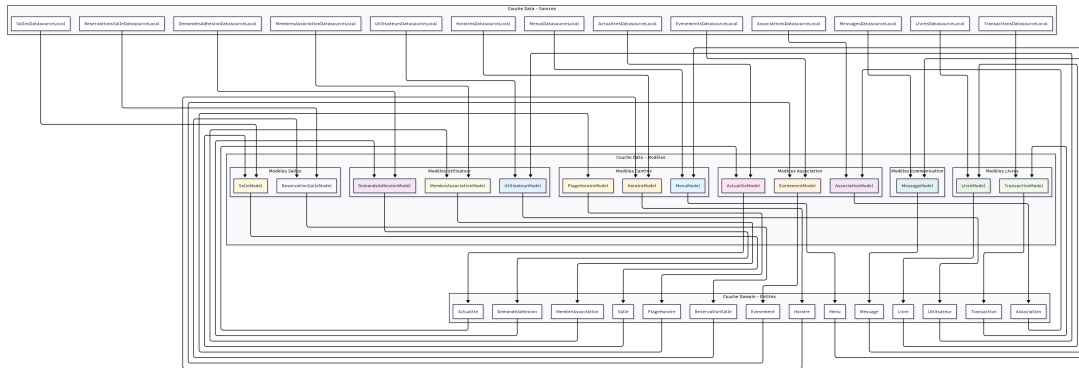 Couche Data - Sources
SallesDatasourceLocal
ReservationsSalleDatasourceLocal
DemandesAdhesionDatasourceLocal
MembresAssociationDatasourceLocal
UtilisateursDatasourceLocal
HorairesDatasourceLocal
MenusDatasourceLocal
ActualitesDatasourceLocal
EvenementsDatasourceLocal
AssociationsDatasourceLocal
MessagesDatasourceLocal
LivresDatasourceLocal
TransactionsDatasourceLocal
Couche Data - Modèles
Modèles Salles
Modèles Utilisateur
Modèles Cantine
Modèles Association
Modèles Communication
Modèles Livres
SalleModel
ReservationSalleModel
DemandeAdhesionModel
MembreAssociationModel
UtilisateurModel
PlageHoraireModel
HoraireModel
MenuModel
ActualiteModel
EvenementModel
AssociationModel
MessageModel
LivreModel
TransactionModel
Couche Domain - Entités
Actualite
DemandeAdhesion
MembreAssociation
Salle
PlageHoraire
ReservationSalle
Evenement
Horaire
Menu
Message
Livre
Utilisateur
Transaction
Association